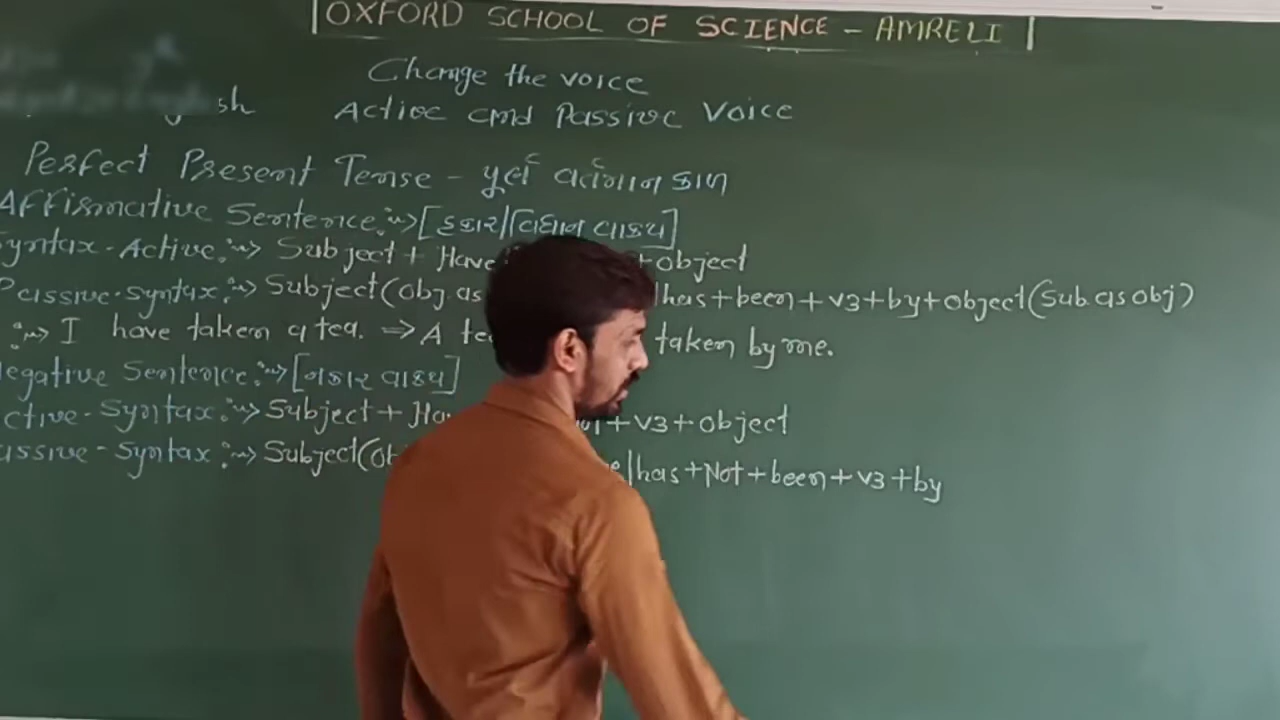 OXFORD SCHOOL OF SCIENCE - AMRELI
Change the voice
sh Active and Passive Voice
Perfect Present Tense - પૂર્ણ વર્તમાન કાળ
Affirmative Sentence:→[હકાર/વિધાન વાક્ય]
Syntax-Active:→ Subject + Have +object
Passive-Syntax:→ Subject(obj as |has+been+v3+by+object(Sub.as obj)
:→ I have taken a tea. ⇒ A tea taken by me.
Negative Sentence:→[નકાર વાક્ય]
ctive-Syntax:→ Subject + Ha +v3+object
assive-Syntax:→ Subject(ob |has+Not+been+v3+by